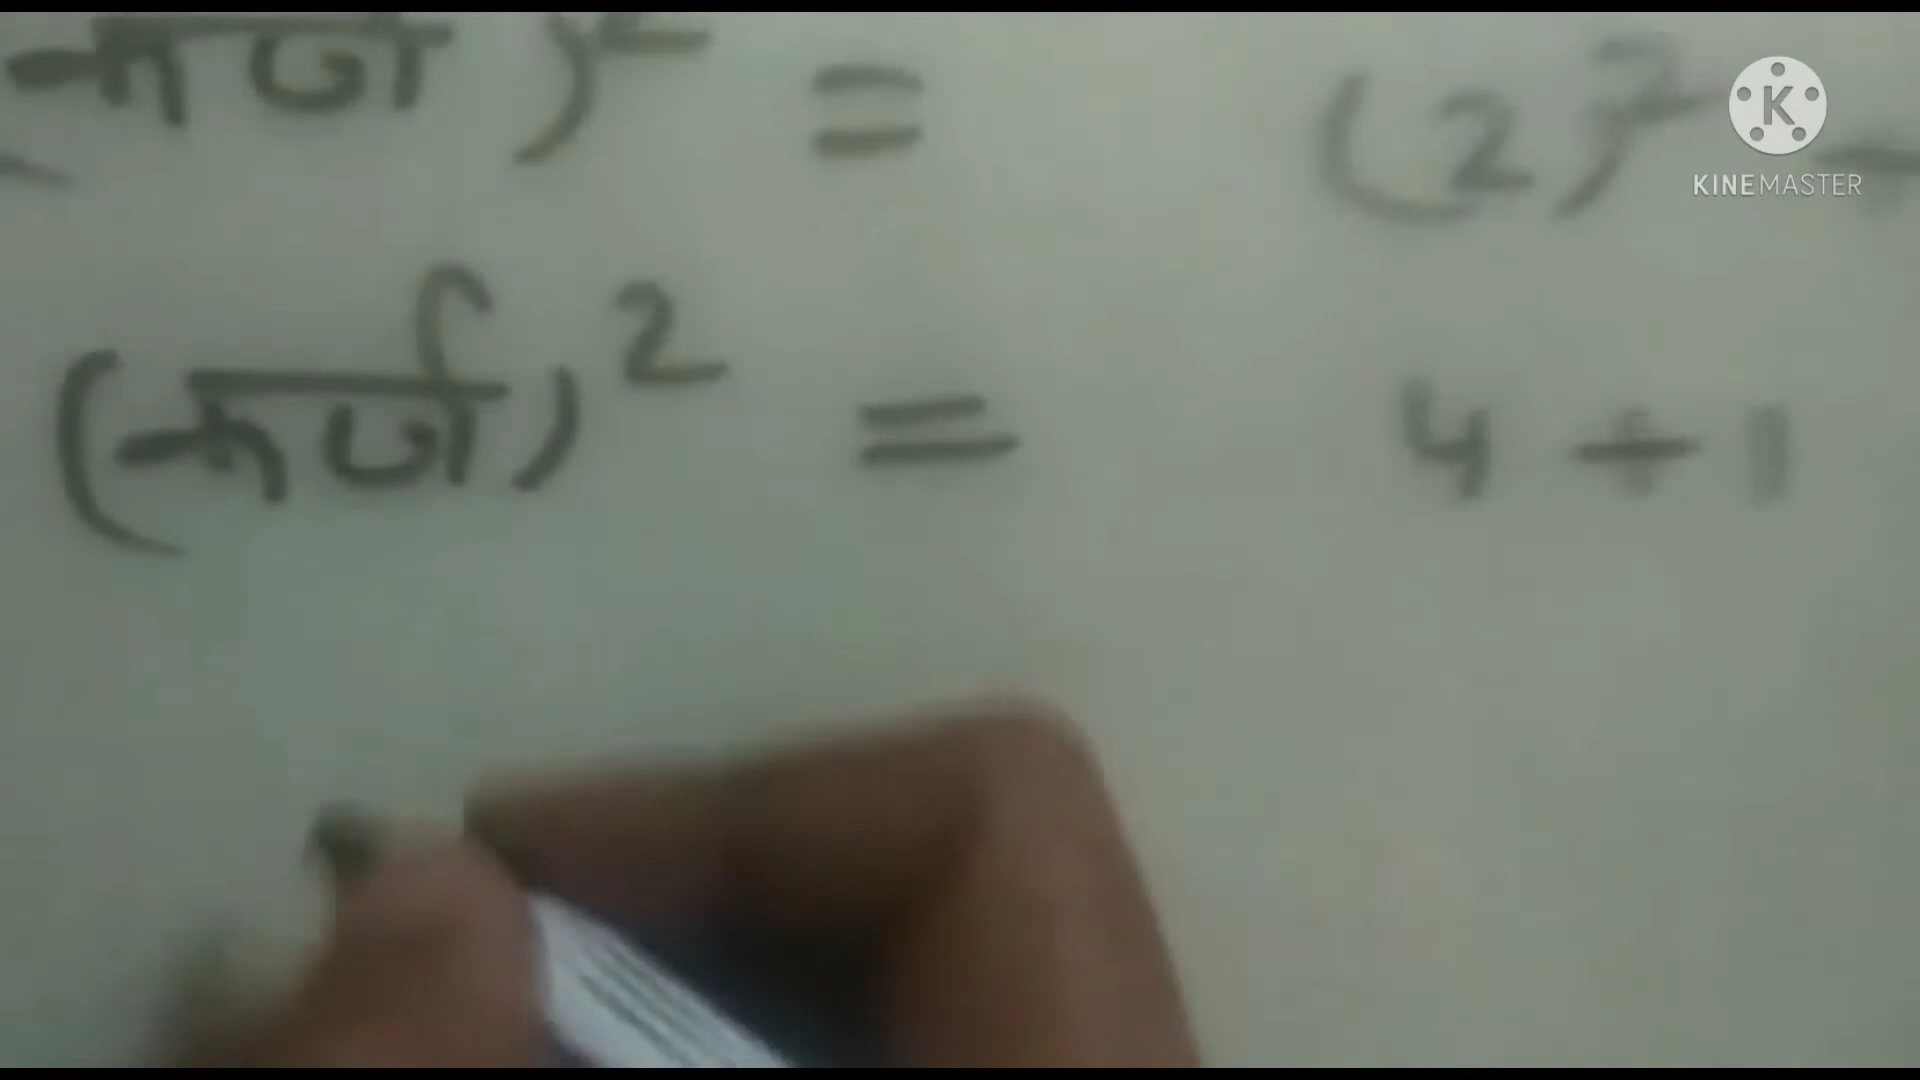 (कर्ण)² = (2)² +
(कर्ण)² = 4 + 1
K
KINEMASTER